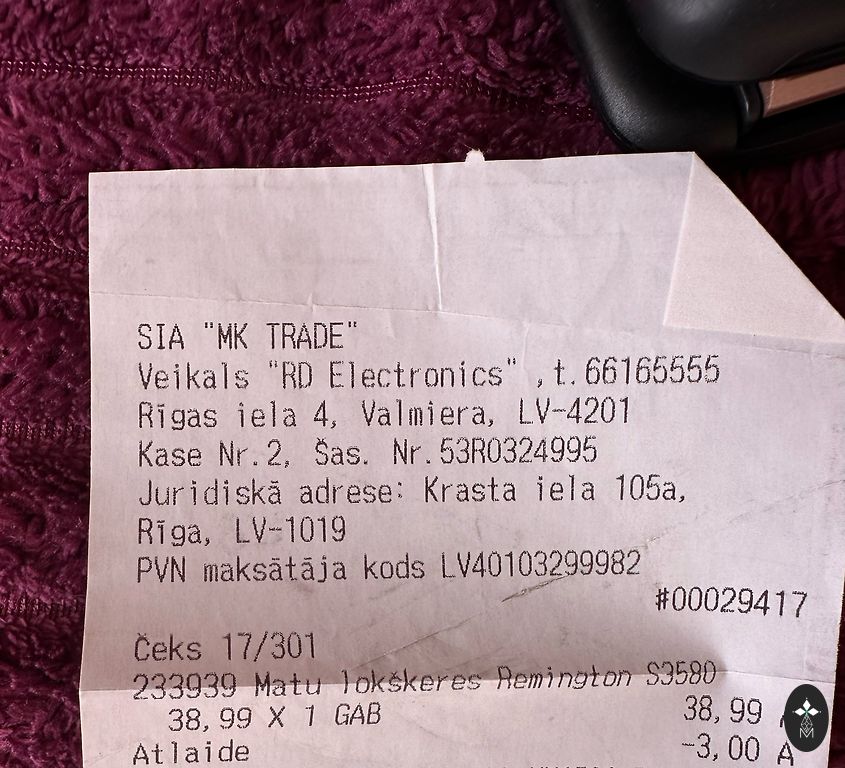 SIA "MK TRADE"
Veikals "RD Electronics" ,t.66165555
Rīgas iela 4, Valmiera, LV-4201
Kase Nr.2, Šas. Nr.53R0324995
Juridiskā adrese: Krasta iela 105a,
Rīga, LV-1019
PVN maksātāja kods LV40103299982
#00029417
Čeks 17/301
233939 Matu lokšķeres Remington S3580
38,99 X 1 GAB 38,99
Atlaide -3,00 A
M